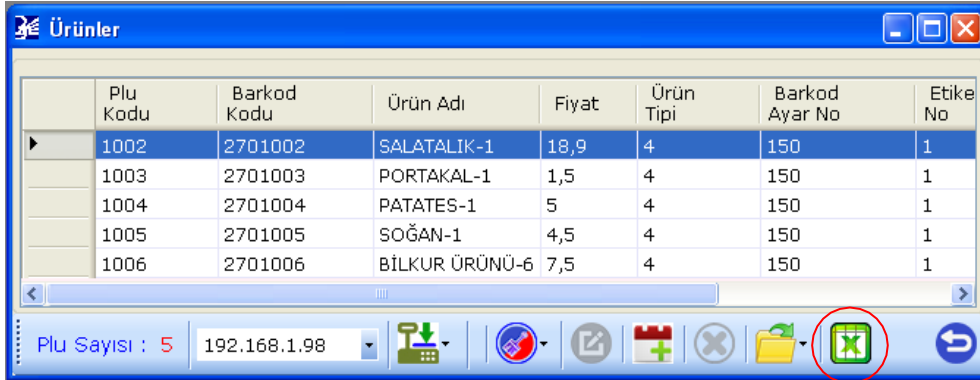 Ürünler
Plu Kodu Barkod Kodu Ürün Adı Fiyat Ürün Tipi Barkod Ayar No Etike No
1002 2701002 SALATALIK-1 18,9 4 150 1
1003 2701003 PORTAKAL-1 1,5 4 150 1
1004 2701004 PATATES-1 5 4 150 1
1005 2701005 SOĞAN-1 4,5 4 150 1
1006 2701006 BİLKUR ÜRÜNÜ-6 7,5 4 150 1
Plu Sayısı : 5 192.168.1.98